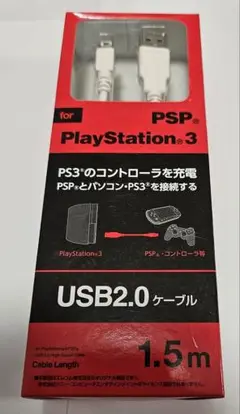 for
PSP®
PlayStation®3
PS3®のコントローラを充電
PSP®とパソコン・PS3®を接続する
PlayStation®3
PSP®・コントローラ等
USB2.0 ケーブル
Cable Length
1.5m